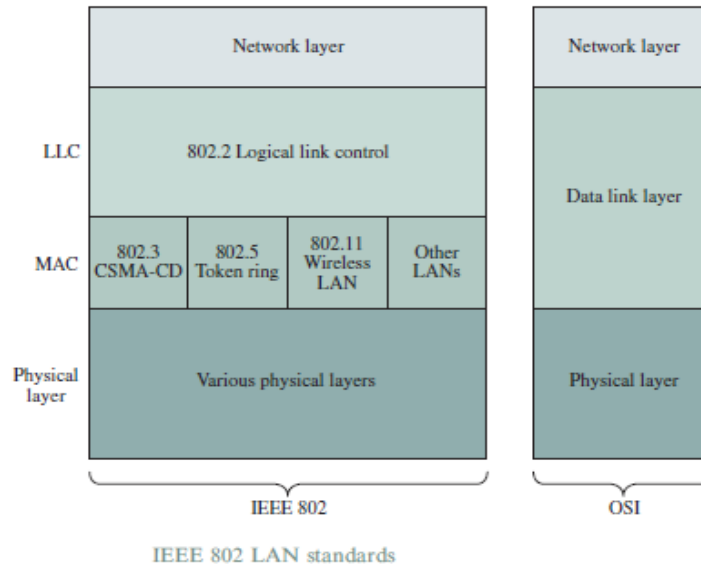 Network layer
Network layer
LLC
802.2 Logical link control
Data link layer
MAC
802.3
CSMA-CD
802.5
Token ring
802.11
Wireless
LAN
Other
LANs
Physical
layer
Various physical layers
Physical layer
IEEE 802
OSI
IEEE 802 LAN standards